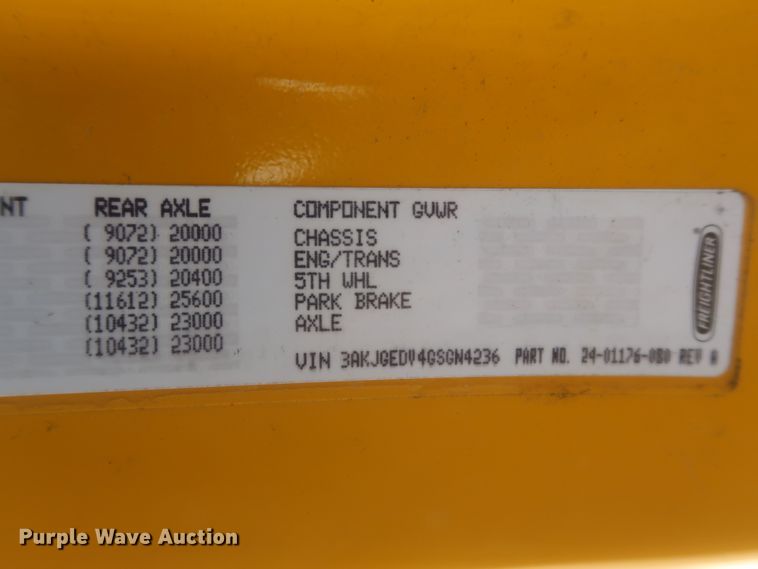 NT REAR AXLE COMPONENT GVWR
( 9072) 20000 CHASSIS
( 9072) 20000 ENG/TRANS
( 9253) 20400 5TH WHL
(11612) 25600 PARK BRAKE
(10432) 23000 AXLE
(10432) 23000
VIN 3AKJGEDV4GSGN4236 PART NO. 24-01176-080 REV A
FREIGHTLINER
Purple Wave Auction